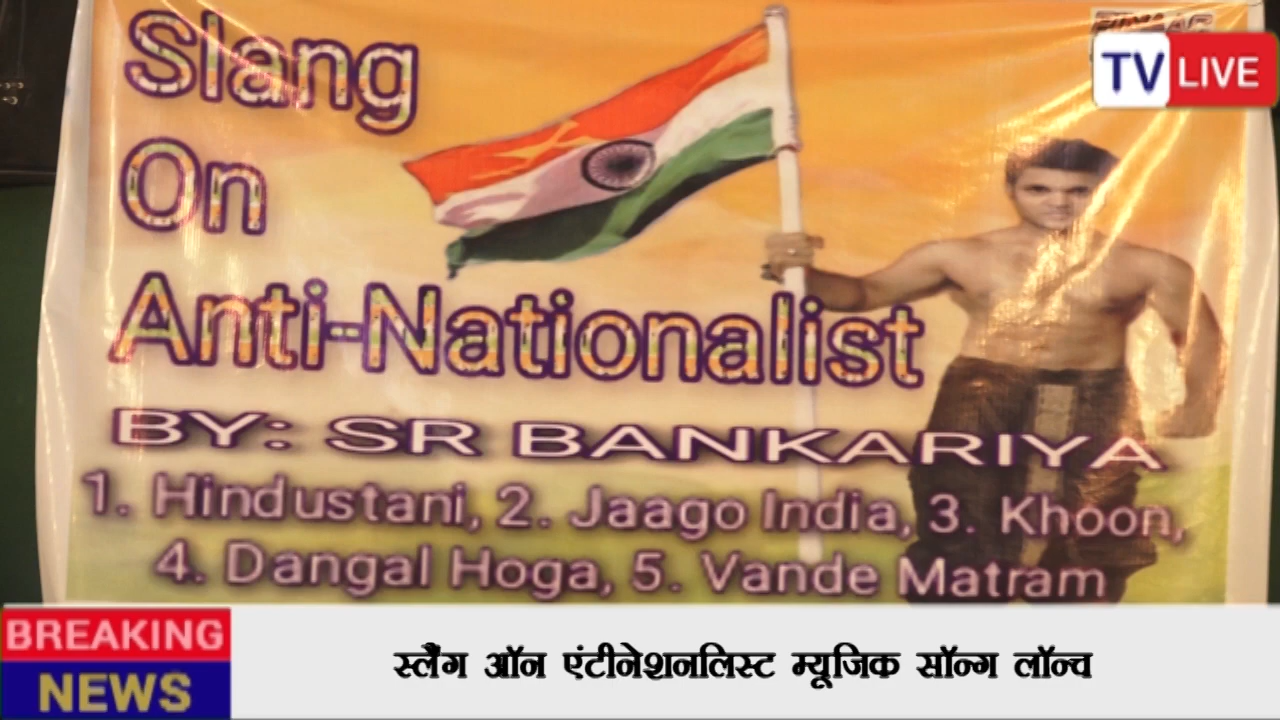 Slang
TV LIVE
On
Anti-Nationalist
BY: SR BANKARIYA
1. Hindustani, 2. Jaago India, 3. Khoon,
4. Dangal Hoga, 5. Vande Matram
BREAKING
NEWS
स्लैंग ऑन एंटीनेशनलिस्ट म्यूजिक सॉन्ग लॉन्च